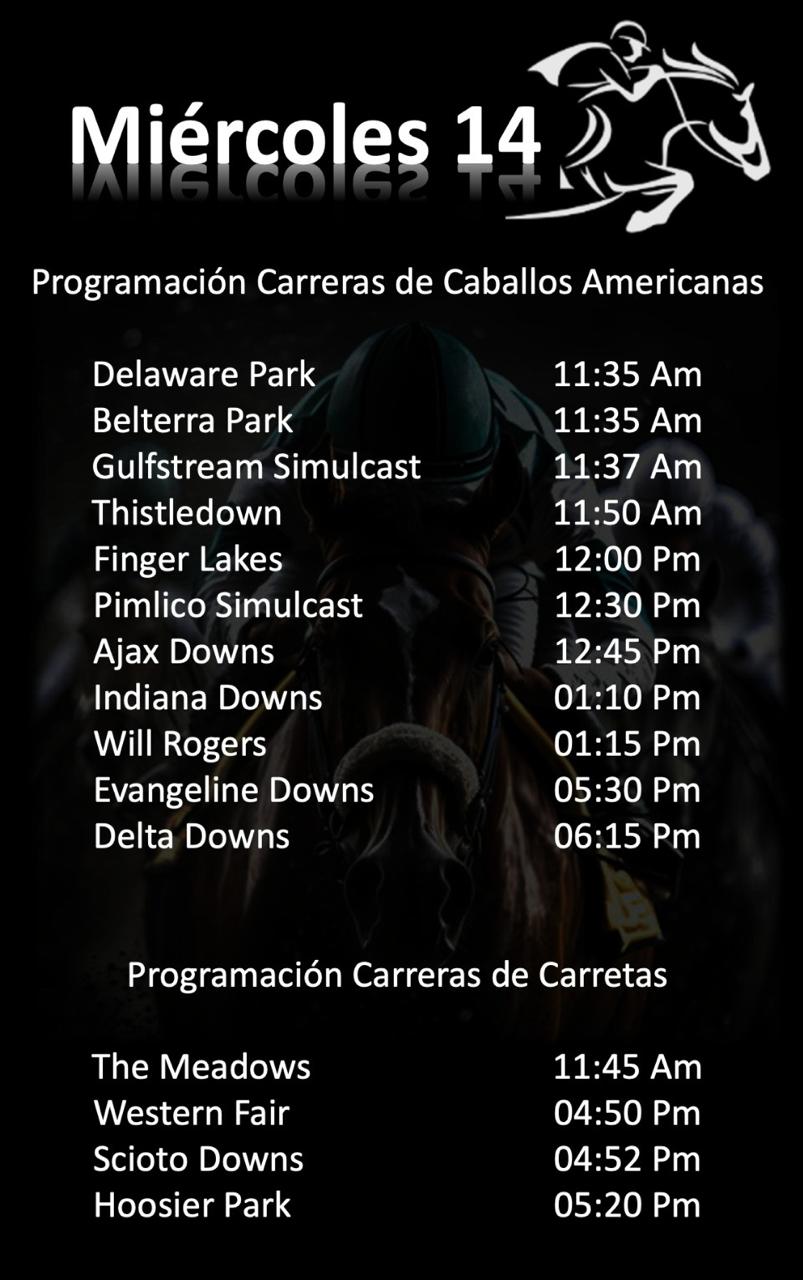 Miércoles 14
Programación Carreras de Caballos Americanas
Delaware Park 11:35 Am
Belterra Park 11:35 Am
Gulfstream Simulcast 11:37 Am
Thistledown 11:50 Am
Finger Lakes 12:00 Pm
Pimlico Simulcast 12:30 Pm
Ajax Downs 12:45 Pm
Indiana Downs 01:10 Pm
Will Rogers 01:15 Pm
Evangeline Downs 05:30 Pm
Delta Downs 06:15 Pm
Programación Carreras de Carretas
The Meadows 11:45 Am
Western Fair 04:50 Pm
Scioto Downs 04:52 Pm
Hoosier Park 05:20 Pm